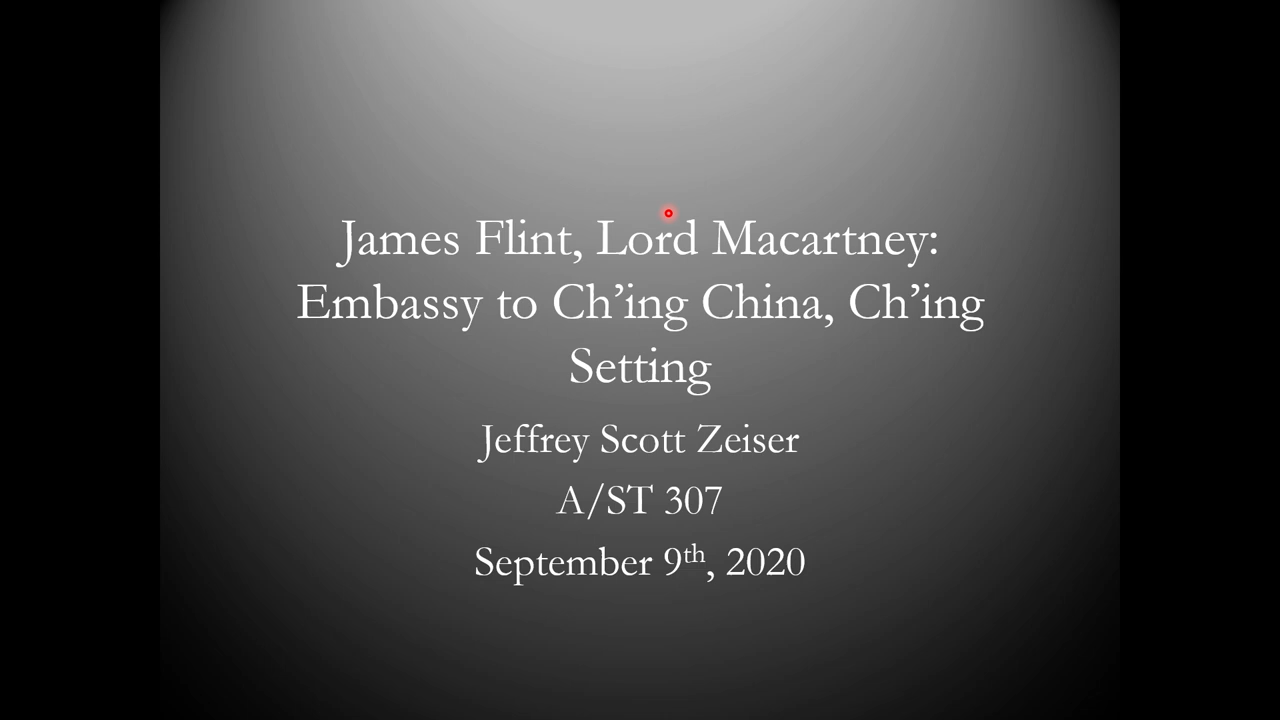 James Flint, Lord Macartney:
Embassy to Ch’ing China, Ch’ing
Setting
Jeffrey Scott Zeiser
A/ST 307
September 9th, 2020